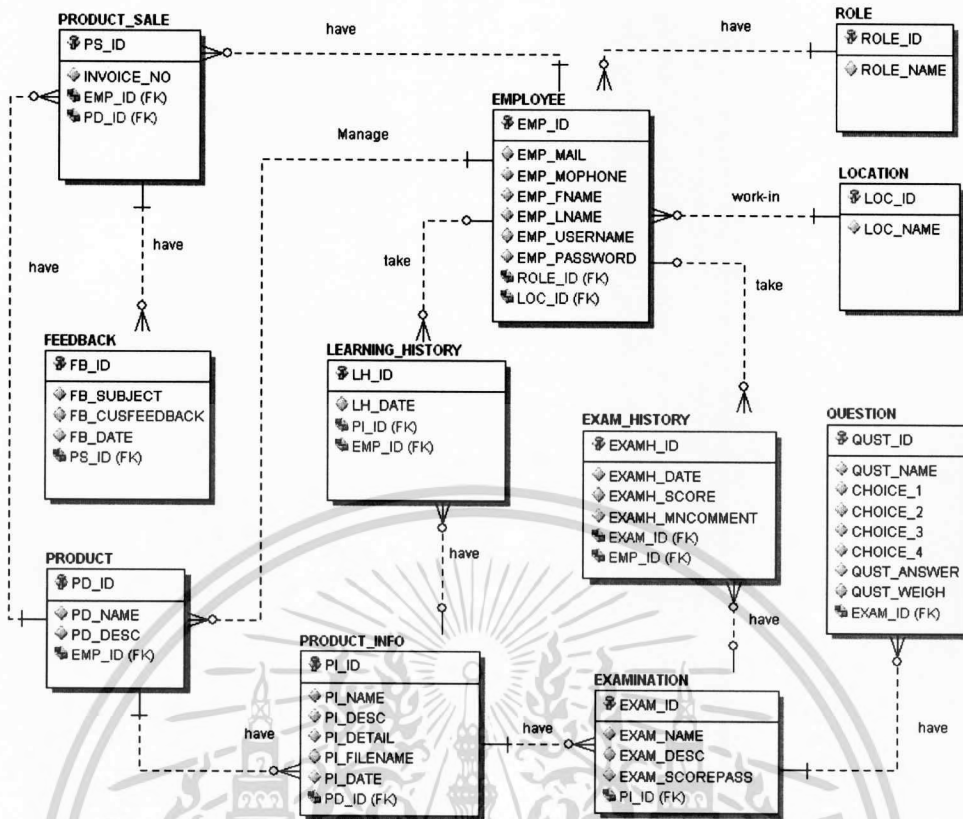 PRODUCT_SALE
PS_ID
INVOICE_NO
EMP_ID (FK)
PD_ID (FK)
have
have
ROLE
ROLE_ID
ROLE_NAME
EMPLOYEE
EMP_ID
EMP_MAIL
EMP_MOPHONE
EMP_FNAME
EMP_LNAME
EMP_USERNAME
EMP_PASSWORD
ROLE_ID (FK)
LOC_ID (FK)
Manage
LOCATION
LOC_ID
LOC_NAME
work-in
have
have
take
take
FEEDBACK
FB_ID
FB_SUBJECT
FB_CUSFEEDBACK
FB_DATE
PS_ID (FK)
LEARNING_HISTORY
LH_ID
LH_DATE
PI_ID (FK)
EMP_ID (FK)
EXAM_HISTORY
EXAMH_ID
EXAMH_DATE
EXAMH_SCORE
EXAMH_MNCOMMENT
EXAM_ID (FK)
EMP_ID (FK)
QUESTION
QUST_ID
QUST_NAME
CHOICE_1
CHOICE_2
CHOICE_3
CHOICE_4
QUST_ANSWER
QUST_WEIGH
EXAM_ID (FK)
have
PRODUCT
PD_ID
PD_NAME
PD_DESC
EMP_ID (FK)
have
PRODUCT_INFO
PI_ID
PI_NAME
PI_DESC
PI_DETAIL
PI_FILENAME
PI_DATE
PD_ID (FK)
have
have
EXAMINATION
EXAM_ID
EXAM_NAME
EXAM_DESC
EXAM_SCOREPASS
PI_ID (FK)
have